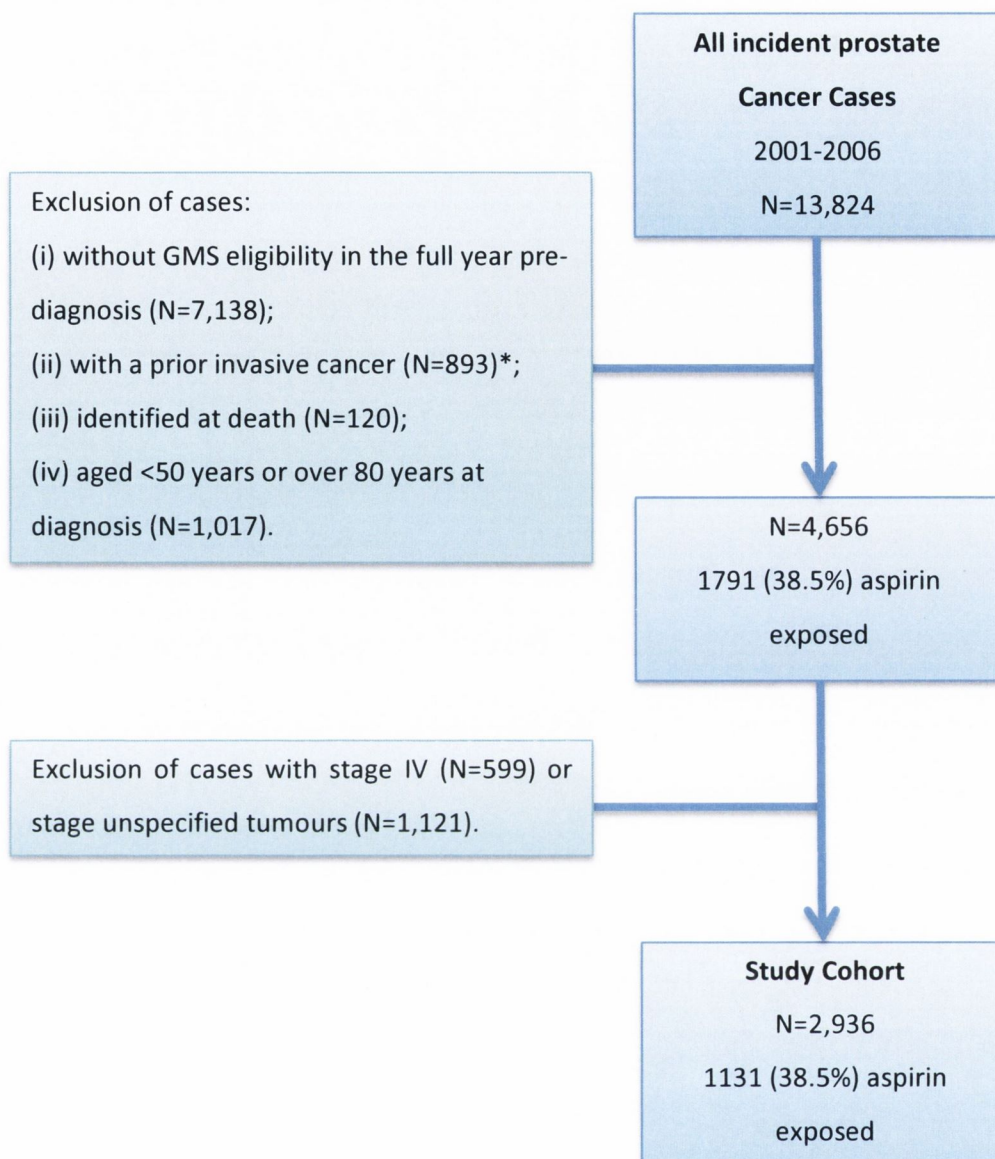 All incident prostate
Cancer Cases
2001-2006
N=13,824
Exclusion of cases:
(i) without GMS eligibility in the full year pre-
diagnosis (N=7,138);
(ii) with a prior invasive cancer (N=893)*;
(iii) identified at death (N=120);
(iv) aged <50 years or over 80 years at
diagnosis (N=1,017).
N=4,656
1791 (38.5%) aspirin
exposed
Exclusion of cases with stage IV (N=599) or
stage unspecified tumours (N=1,121).
Study Cohort
N=2,936
1131 (38.5%) aspirin
exposed